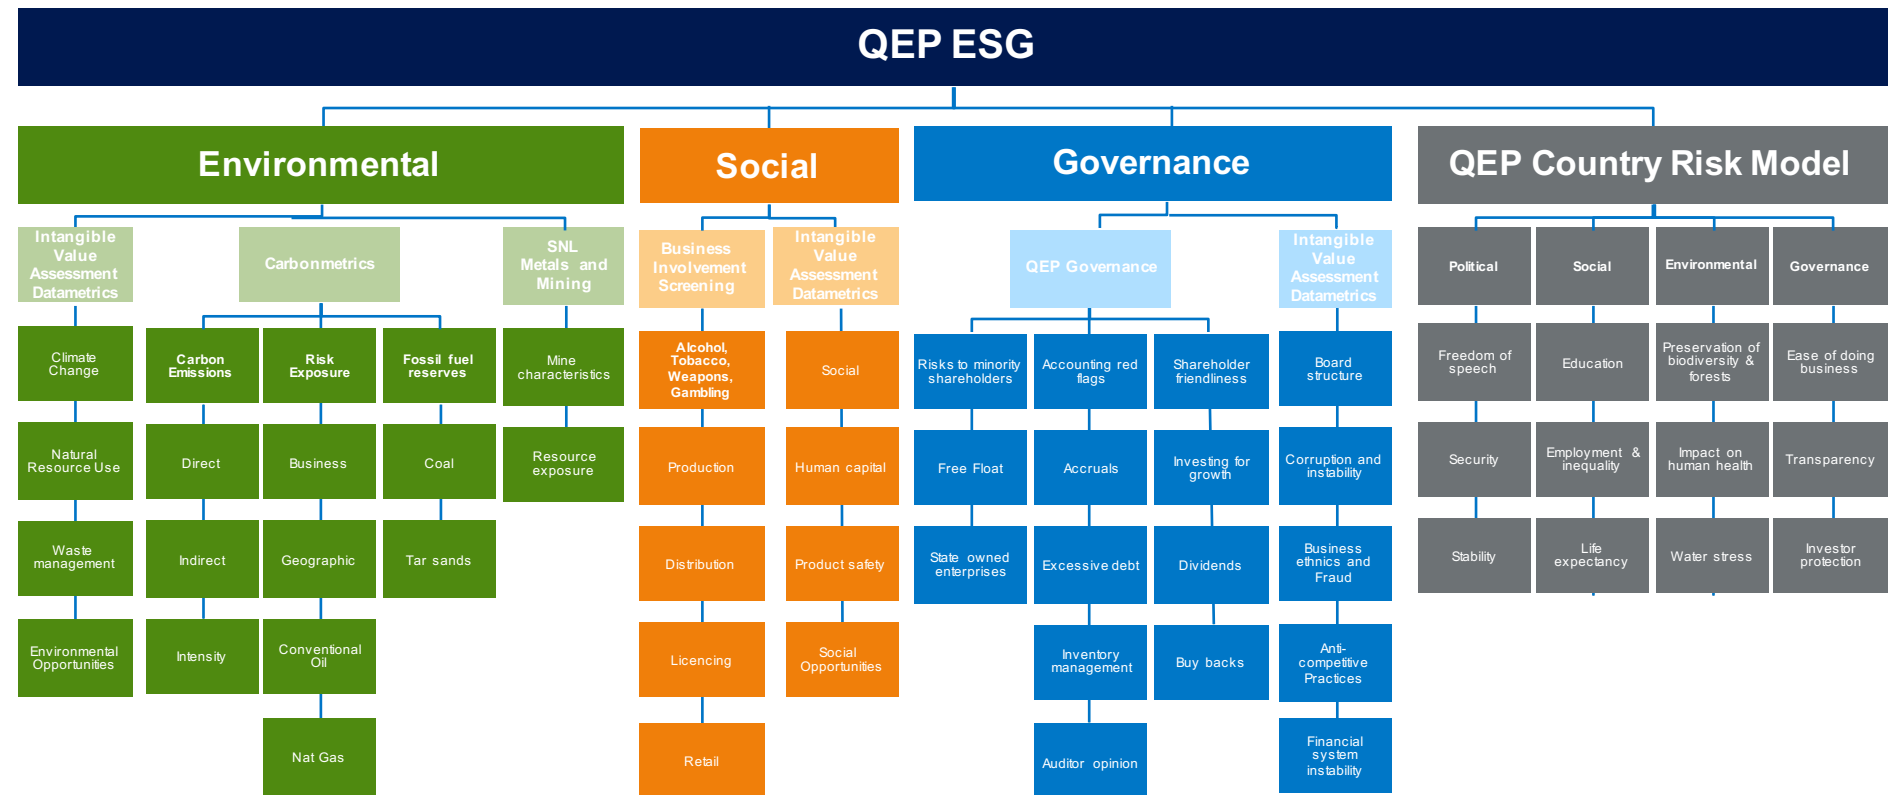 QEP ESG
Environmental
Social
Governance
QEP Country Risk Model
Intangible
Value
Assessment
Datametrics
Carbonmetrics
SNL
Metals and
Mining
Business
Involvement
Screening
Intangible
Value
Assessment
Datametrics
QEP Governance
Intangible
Value
Assessment
Datametrics
Political
Social
Environmental
Governance
Climate
Change
Carbon
Emissions
Risk
Exposure
Fossil fuel
reserves
Mine
characteristics
Alcohol,
Tobacco,
Weapons,
Gambling
Social
Risks to minority
shareholders
Accounting red
flags
Shareholder
friendliness
Board
structure
Freedom of
speech
Education
Preservation of
biodiversity &
forests
Ease of doing
business
Natural
Resource Use
Direct
Business
Coal
Resource
exposure
Production
Human capital
Free Float
Accruals
Investing for
growth
Corruption and
instability
Security
Employment &
inequality
Impact on
human health
Transparency
Waste
management
Indirect
Geographic
Tar sands
Distribution
Product safety
State owned
enterprises
Excessive debt
Dividends
Business
ethnics and
Fraud
Stability
Life
expectancy
Water stress
Investor
protection
Environmental
Opportunities
Intensity
Conventional
Oil
Licencing
Social
Opportunities
Inventory
management
Buy backs
Anti-
competitive
Practices
Nat Gas
Retail
Auditor opinion
Financial
system
instability